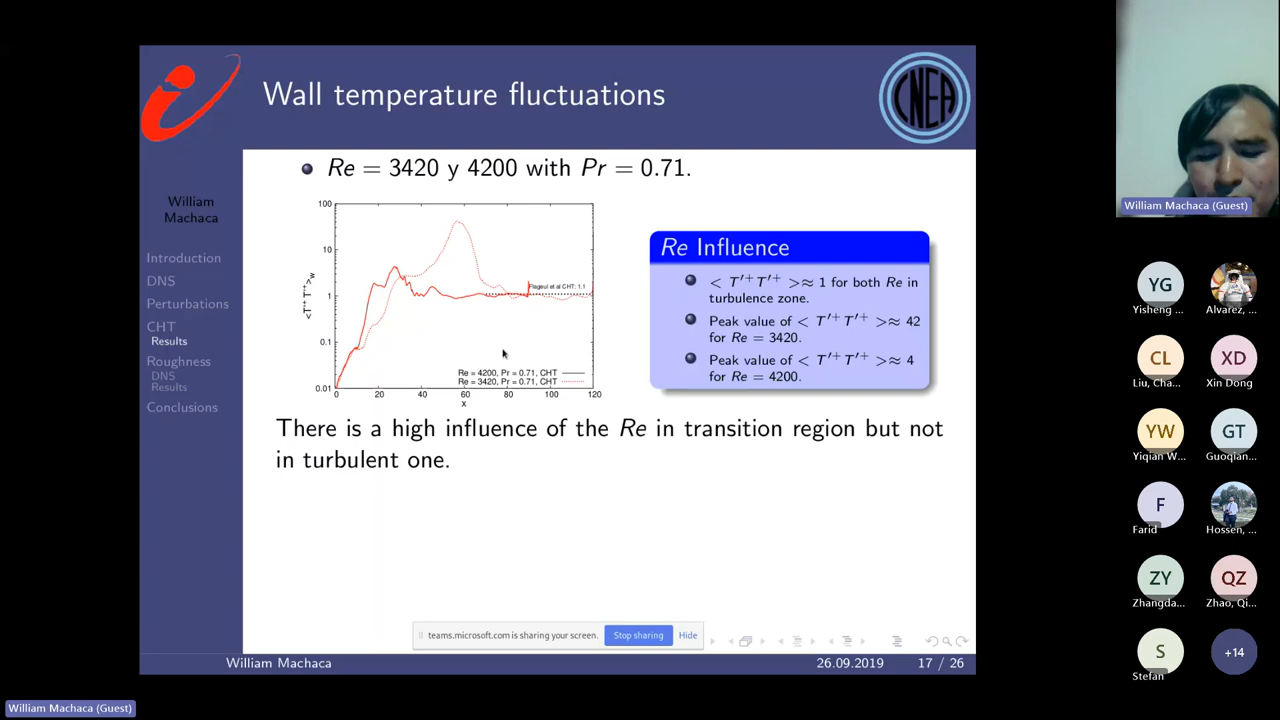 Wall temperature fluctuations
CNEA
William
Machaca
Introduction
DNS
Perturbations
CHT
Results
Roughness
DNS
Results
Conclusions
Re = 3420 y 4200 with Pr = 0.71.
100
10
1
0.1
0.01
<T'⁺ T'⁺>w
Flageul et al CHT: 1.1
Re = 4200, Pr = 0.71, CHT
Re = 3420, Pr = 0.71, CHT
0 20 40 60 80 100 120
x
Re Influence
< T′⁺T′⁺ >≈ 1 for both Re in
turbulence zone.
Peak value of < T′⁺T′⁺ >≈ 42
for Re = 3420.
Peak value of < T′⁺T′⁺ >≈ 4
for Re = 4200.
There is a high influence of the Re in transition region but not
in turbulent one.
teams.microsoft.com is sharing your screen. Stop sharing Hide
William Machaca 26.09.2019 17 / 26
William Machaca (Guest)
YG
Yisheng ... Alvarez, ...
CL XD
Liu, Cha... Xin Dong
YW GT
Yiqian W... Guoqian...
F
Farid Hossen, ...
ZY QZ
Zhangda... Zhao, Qi...
S +14
Stefan
William Machaca (Guest)